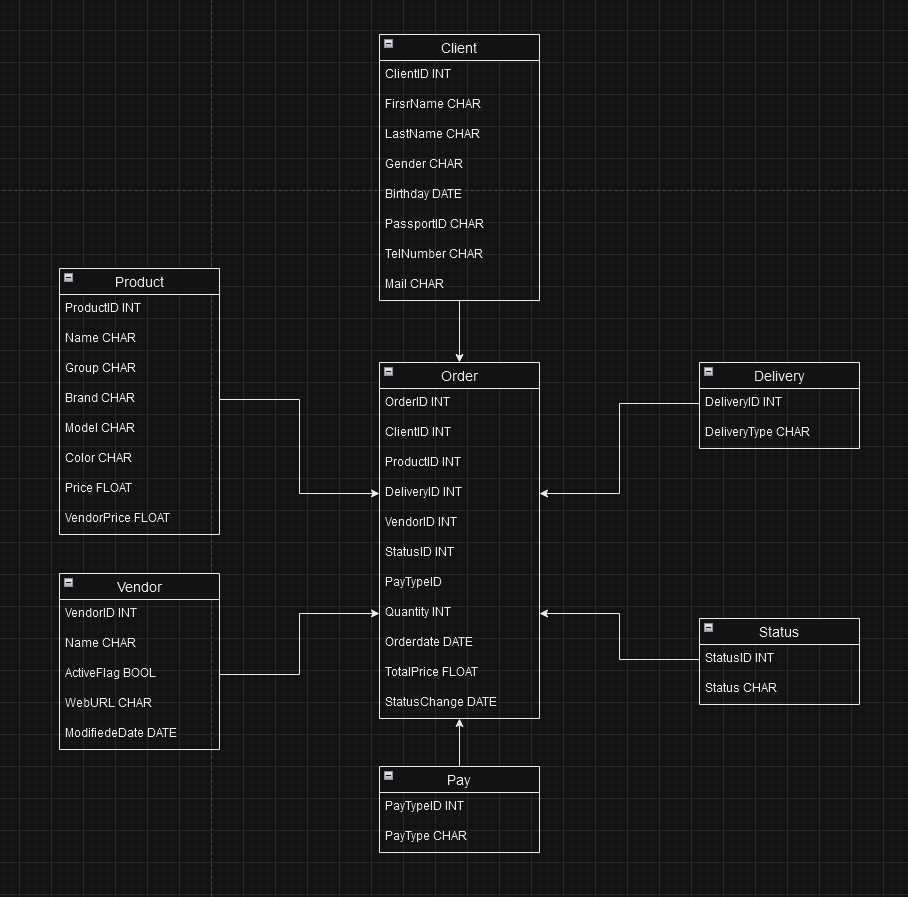 Client
ClientID INT
FirsrName CHAR
LastName CHAR
Gender CHAR
Birthday DATE
PassportID CHAR
TelNumber CHAR
Mail CHAR
Product
ProductID INT
Name CHAR
Group CHAR
Brand CHAR
Model CHAR
Color CHAR
Price FLOAT
VendorPrice FLOAT
Order
OrderID INT
ClientID INT
ProductID INT
DeliveryID INT
VendorID INT
StatusID INT
PayTypeID
Quantity INT
Orderdate DATE
TotalPrice FLOAT
StatusChange DATE
Delivery
DeliveryID INT
DeliveryType CHAR
Vendor
VendorID INT
Name CHAR
ActiveFlag BOOL
WebURL CHAR
ModifiedeDate DATE
Status
StatusID INT
Status CHAR
Pay
PayTypeID INT
PayType CHAR